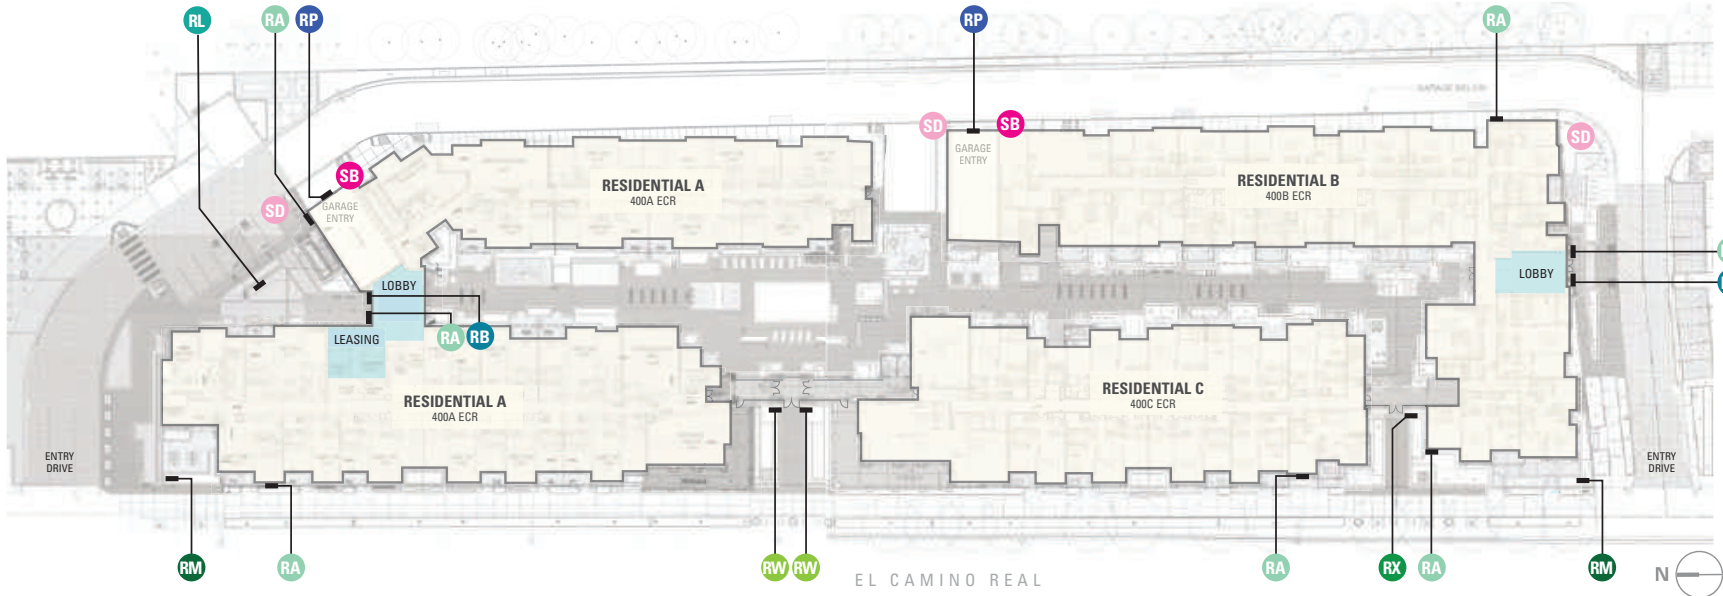 RL
RA
RP
RP
RA
GARAGE BELOW
SD
SB
SD
GARAGE
ENTRY
SB
RESIDENTIAL A
400A ECR
RESIDENTIAL B
400B ECR
SD
GARAGE
ENTRY
LOBBY
LOBBY
LEASING
RA
RB
RESIDENTIAL A
400A ECR
RESIDENTIAL C
400C ECR
ENTRY
DRIVE
ENTRY
DRIVE
RM
RA
RW
RW
RA
RX
RA
RM
EL CAMINO REAL
N